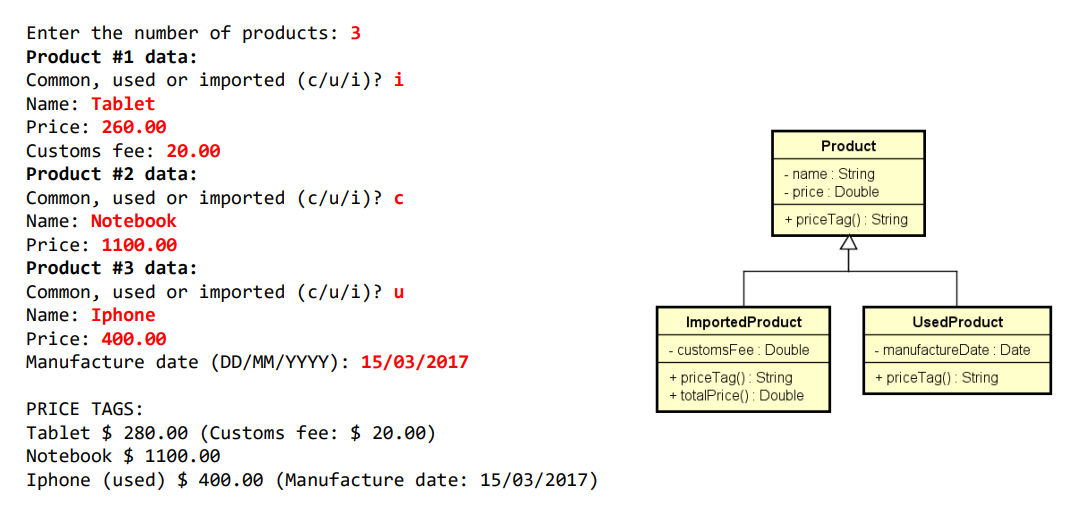 Enter the number of products: 3
Product #1 data:
Common, used or imported (c/u/i)? i
Name: Tablet
Price: 260.00
Customs fee: 20.00
Product #2 data:
Common, used or imported (c/u/i)? c
Name: Notebook
Price: 1100.00
Product #3 data:
Common, used or imported (c/u/i)? u
Name: Iphone
Price: 400.00
Manufacture date (DD/MM/YYYY): 15/03/2017
PRICE TAGS:
Tablet $ 280.00 (Customs fee: $ 20.00)
Notebook $ 1100.00
Iphone (used) $ 400.00 (Manufacture date: 15/03/2017)
Product
- name : String
- price : Double
+ priceTag() : String
ImportedProduct
- customsFee : Double
+ priceTag() : String
+ totalPrice() : Double
UsedProduct
- manufactureDate : Date
+ priceTag() : String